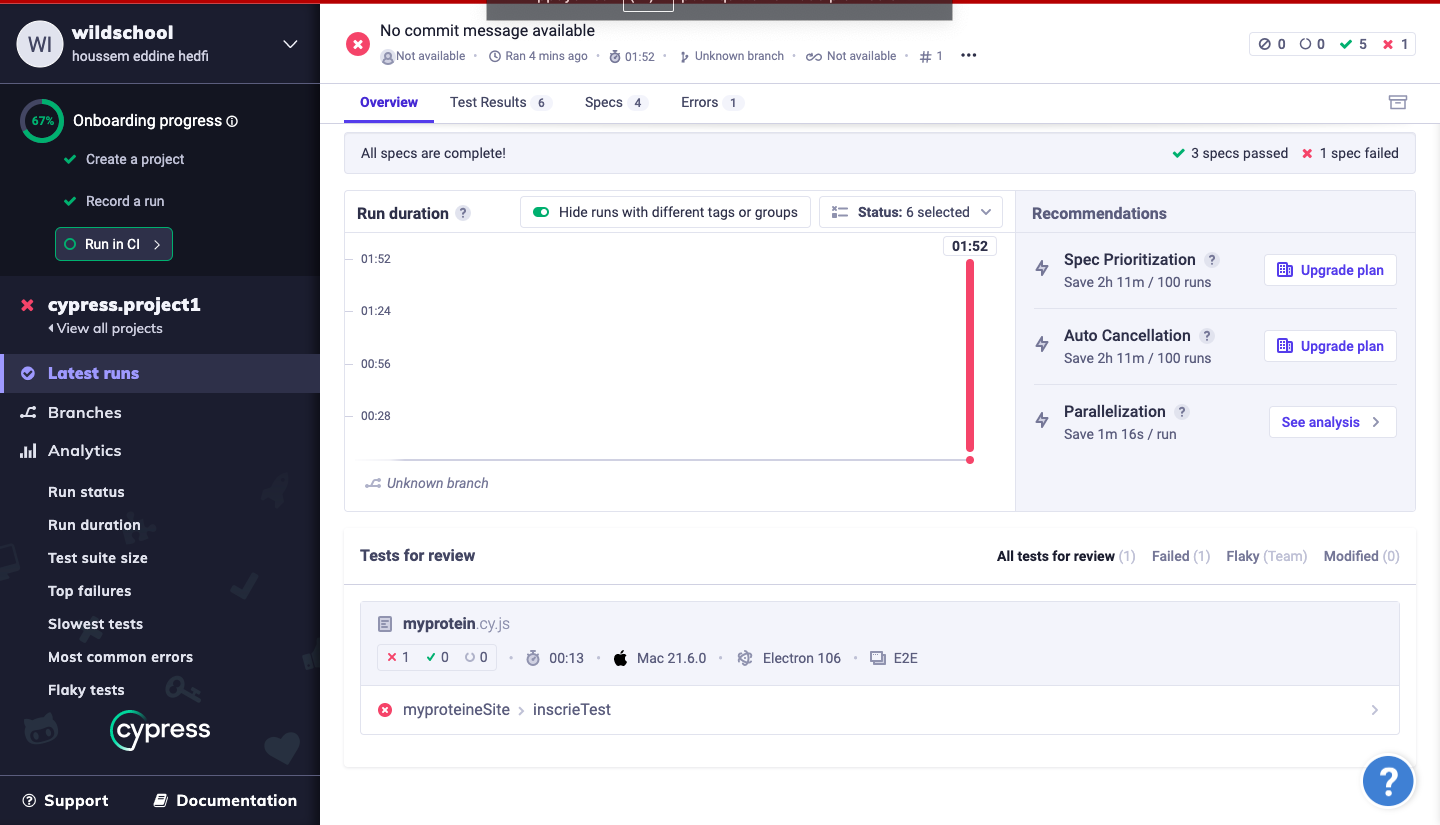 WI
wildschool
houssem eddine hedfi
67%
Onboarding progress
Create a project
Record a run
Run in CI
cypress.project1
View all projects
Latest runs
Branches
Analytics
Run status
Run duration
Test suite size
Top failures
Slowest tests
Most common errors
Flaky tests
cypress
Support
Documentation
No commit message available
Not available • Ran 4 mins ago • 01:52 • Unknown branch • Not available • # 1 •••
0 0 5 1
Overview Test Results 6 Specs 4 Errors 1
All specs are complete!
3 specs passed 1 spec failed
Run duration ?
Hide runs with different tags or groups
Status: 6 selected
01:52
01:52
01:24
00:56
00:28
Unknown branch
Recommendations
Spec Prioritization ?
Save 2h 11m / 100 runs
Upgrade plan
Auto Cancellation ?
Save 2h 11m / 100 runs
Upgrade plan
Parallelization ?
Save 1m 16s / run
See analysis
Tests for review
All tests for review (1) Failed (1) Flaky (Team) Modified (0)
myprotein.cy.js
1 0 0 • 00:13 • Mac 21.6.0 • Electron 106 • E2E
myproteineSite > inscrieTest
?